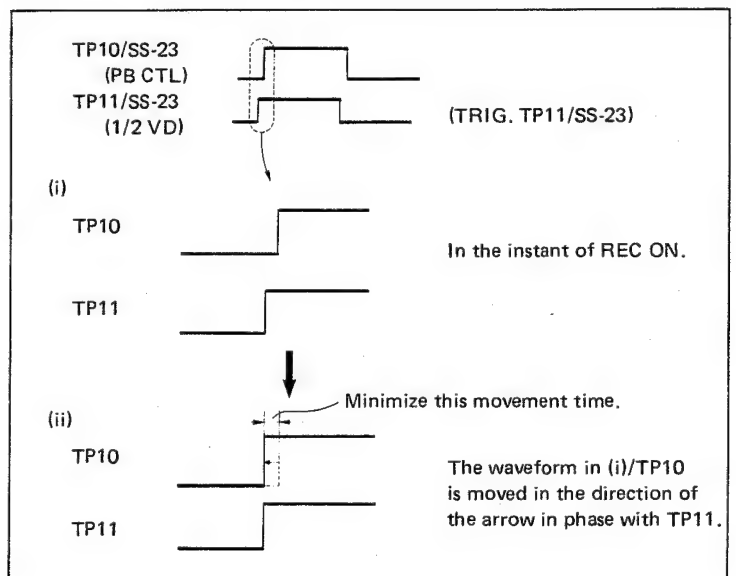 TP10/SS-23
(PB CTL)
TP11/SS-23
(1/2 VD)
(TRIG. TP11/SS-23)
(i)
TP10
In the instant of REC ON.
TP11
Minimize this movement time.
(ii)
TP10
The waveform in (i)/TP10
is moved in the direction of
the arrow in phase with TP11.
TP11